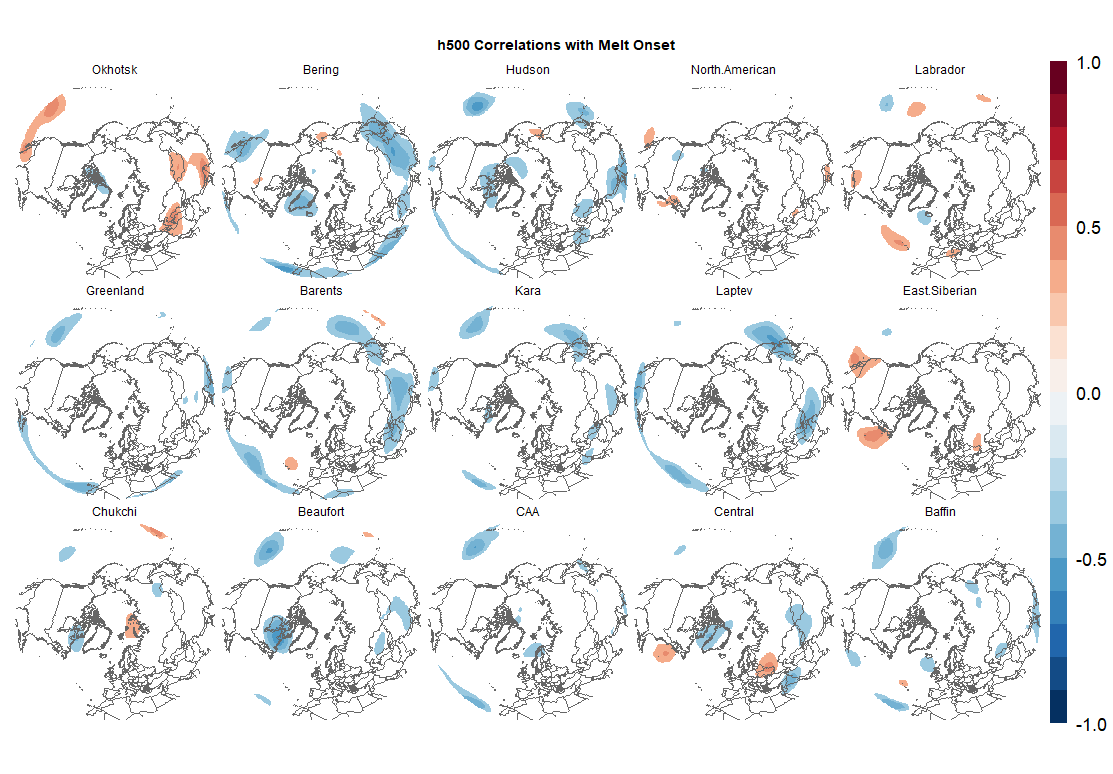 h500 Correlations with Melt Onset
Okhotsk
Bering
Hudson
North.American
Labrador
Greenland
Barents
Kara
Laptev
East.Siberian
Chukchi
Beaufort
CAA
Central
Baffin
1.0
0.5
0.0
-0.5
-1.0